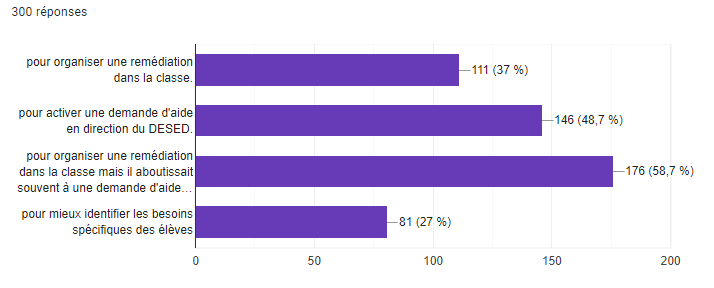 300 réponses
pour organiser une remédiation
dans la classe.
111 (37 %)
pour activer une demande d'aide
en direction du DESED.
146 (48,7 %)
pour organiser une remédiation
dans la classe mais il aboutissait
souvent à une demande d'aide…
176 (58,7 %)
pour mieux identifier les besoins
spécifiques des élèves
81 (27 %)
0 50 100 150 200